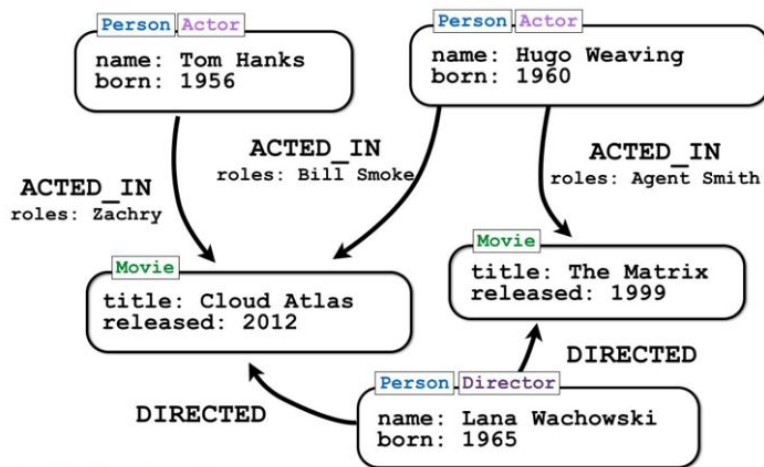 Person Actor
name: Tom Hanks
born: 1956
Person Actor
name: Hugo Weaving
born: 1960
ACTED_IN
roles: Zachry
ACTED_IN
roles: Bill Smoke
ACTED_IN
roles: Agent Smith
Movie
title: Cloud Atlas
released: 2012
Movie
title: The Matrix
released: 1999
DIRECTED
DIRECTED
Person Director
name: Lana Wachowski
born: 1965